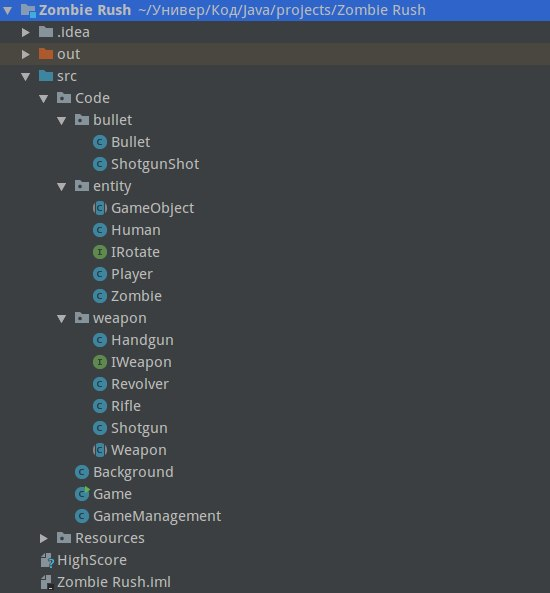 Zombie Rush ~/Универ/Код/Java/projects/Zombie Rush
.idea
out
src
Code
bullet
Bullet
ShotgunShot
entity
GameObject
Human
IRotate
Player
Zombie
weapon
Handgun
IWeapon
Revolver
Rifle
Shotgun
Weapon
Background
Game
GameManagement
Resources
HighScore
Zombie Rush.iml